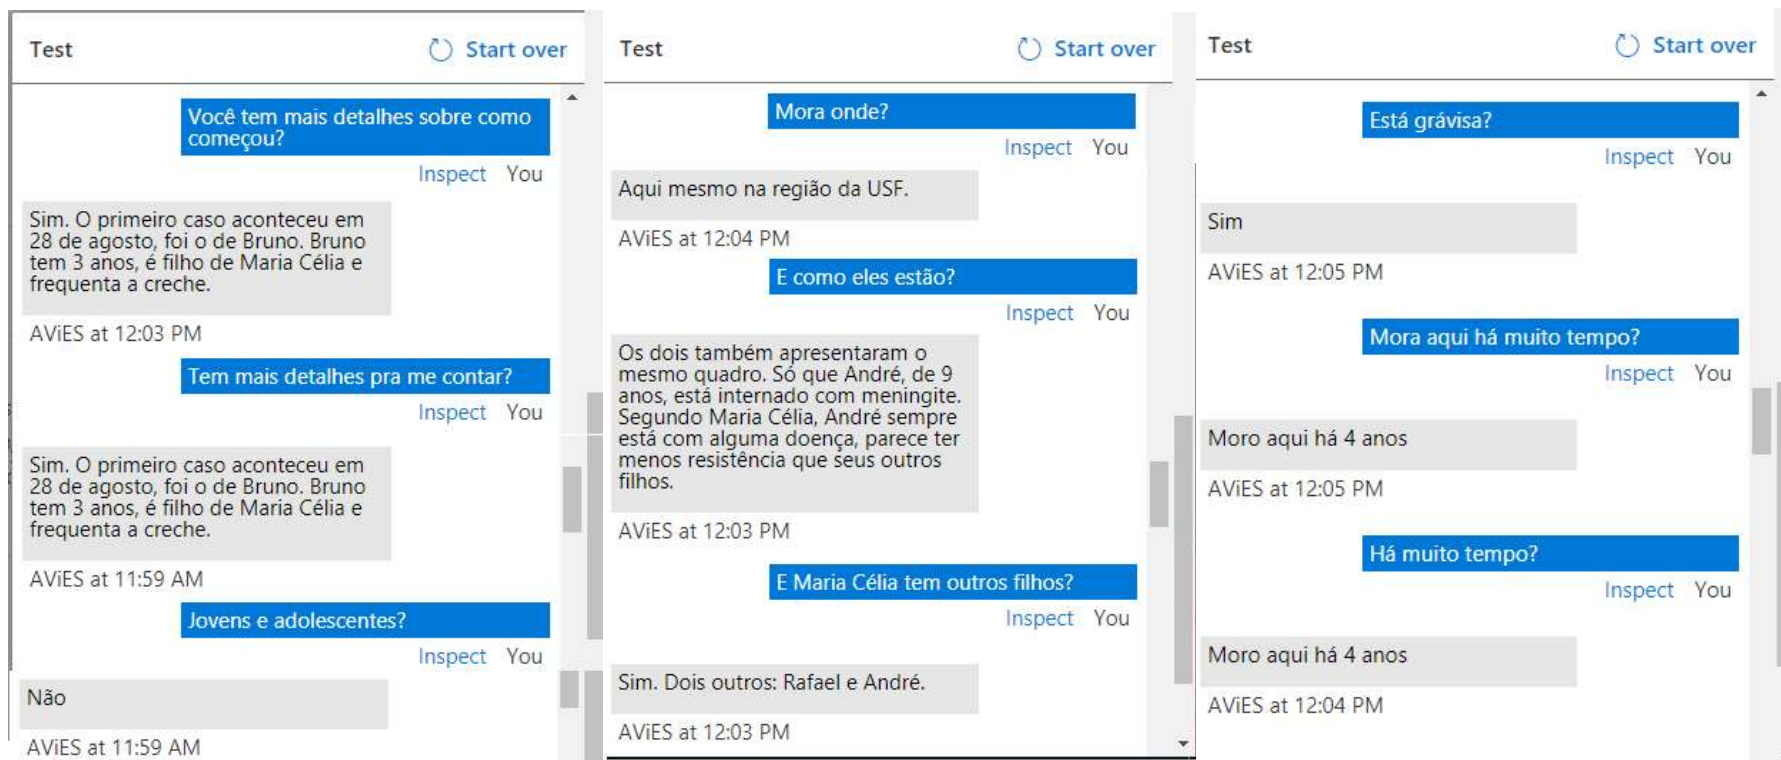 Test
Start over
Você tem mais detalhes sobre como
começou?
Inspect You
Sim. O primeiro caso aconteceu em
28 de agosto, foi o de Bruno. Bruno
tem 3 anos, é filho de Maria Célia e
frequenta a creche.
AViES at 12:03 PM
Tem mais detalhes pra me contar?
Inspect You
Sim. O primeiro caso aconteceu em
28 de agosto, foi o de Bruno. Bruno
tem 3 anos, é filho de Maria Célia e
frequenta a creche.
AViES at 11:59 AM
Jovens e adolescentes?
Inspect You
Não
AViES at 11:59 AM
Test
Start over
Mora onde?
Inspect You
Aqui mesmo na região da USF.
AViES at 12:04 PM
E como eles estão?
Inspect You
Os dois também apresentaram o
mesmo quadro. Só que André, de 9
anos, está internado com meningite.
Segundo Maria Célia, André sempre
está com alguma doença, parece ter
menos resistência que seus outros
filhos.
AViES at 12:03 PM
E Maria Célia tem outros filhos?
Inspect You
Sim. Dois outros: Rafael e André.
AViES at 12:03 PM
Test
Start over
Está grávisa?
Inspect You
Sim
AViES at 12:05 PM
Mora aqui há muito tempo?
Inspect You
Moro aqui há 4 anos
AViES at 12:05 PM
Há muito tempo?
Inspect You
Moro aqui há 4 anos
AViES at 12:04 PM